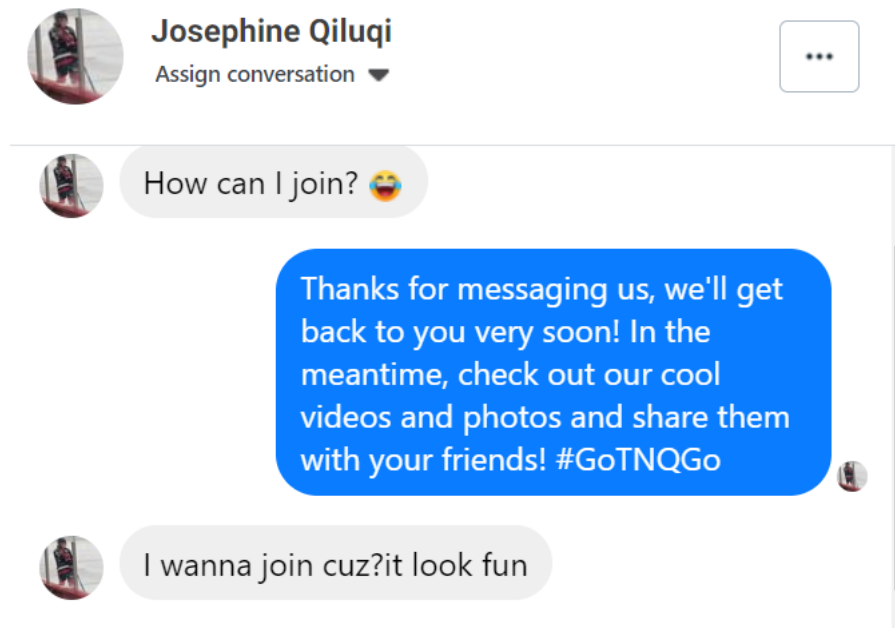 Josephine Qiluqi
Assign conversation
How can I join? 😂
Thanks for messaging us, we'll get
back to you very soon! In the
meantime, check out our cool
videos and photos and share them
with your friends! #GoTNQGo
I wanna join cuz?it look fun